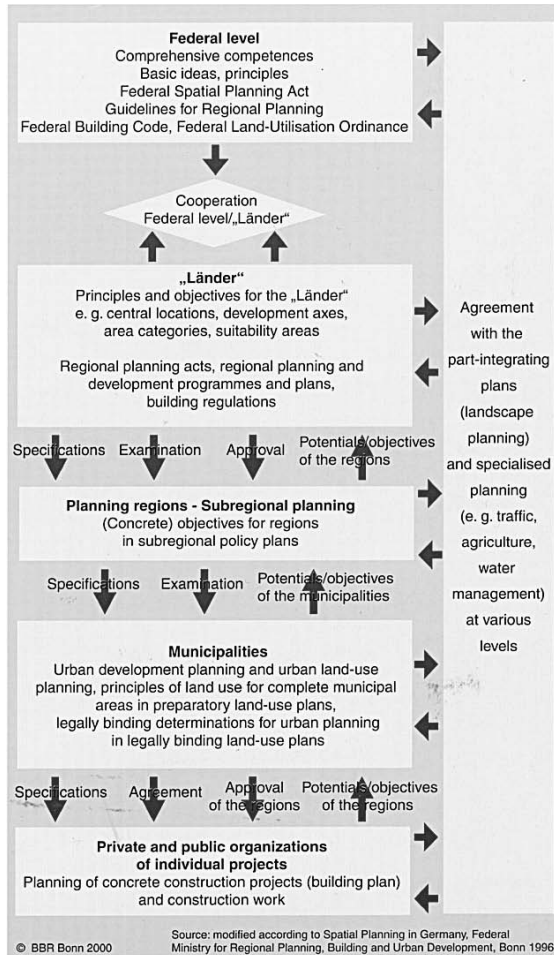 Federal level
Comprehensive competences
Basic ideas, principles
Federal Spatial Planning Act
Guidelines for Regional Planning
Federal Building Code, Federal Land-Utilisation Ordinance
Cooperation
Federal level/„Länder“
„Länder“
Principles and objectives for the „Länder“
e. g. central locations, development axes,
area categories, suitability areas
Regional planning acts, regional planning and
development programmes and plans,
building regulations
Specifications Examination Approval Potentials/objectives
of the regions
Planning regions - Subregional planning
(Concrete) objectives for regions
in subregional policy plans
Specifications Examination Potentials/objectives
of the municipalities
Municipalities
Urban development planning and urban land-use
planning, principles of land use for complete municipal
areas in preparatory land-use plans,
legally binding determinations for urban planning
in legally binding land-use plans
Specifications Agreement Approval Potentials/objectives
of the regions of the regions
Private and public organizations
of individual projects
Planning of concrete construction projects (building plan)
and construction work
Agreement
with the
part-integrating
plans
(landscape
planning)
and specialised
planning
(e. g. traffic,
agriculture,
water
management)
at various
levels
© BBR Bonn 2000
Source: modified according to Spatial Planning in Germany, Federal
Ministry for Regional Planning, Building and Urban Development, Bonn 1996